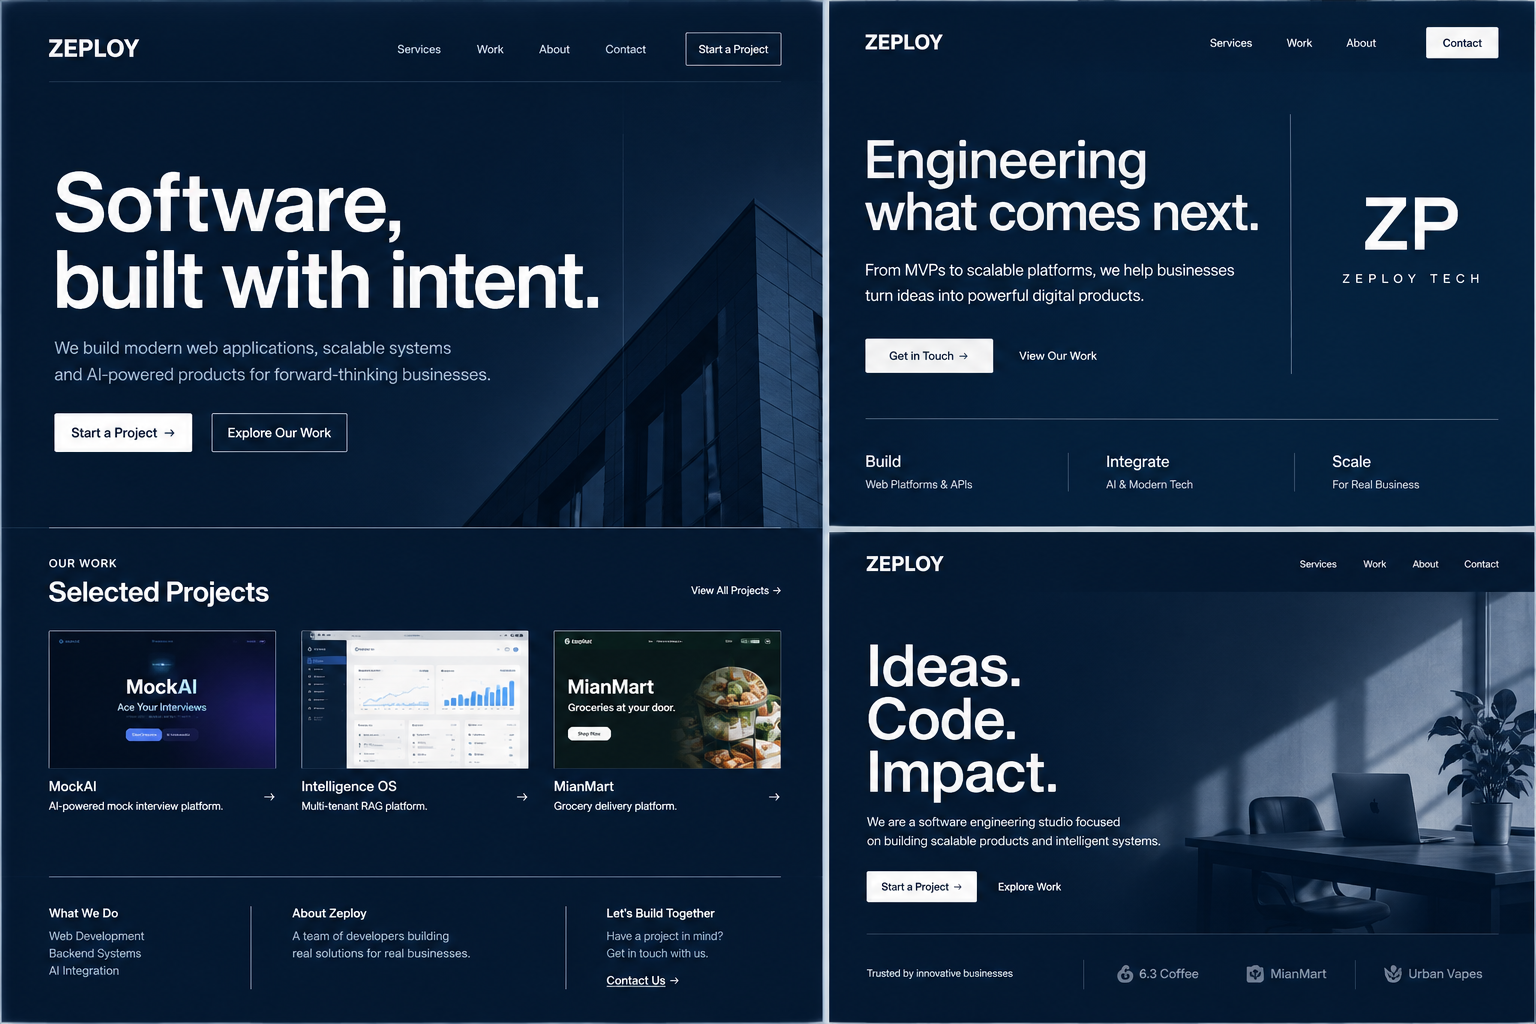 ZEPLOY
Services Work About Contact Start a Project
Software,
built with intent.
We build modern web applications, scalable systems
and AI-powered products for forward-thinking businesses.
Start a Project →
Explore Our Work
OUR WORK
Selected Projects
View All Projects →
MockAI
Ace Your Interviews
MianMart
Groceries at your door.
Shop Now
MockAI
AI-powered mock interview platform.
→
Intelligence OS
Multi-tenant RAG platform.
→
MianMart
Grocery delivery platform.
→
What We Do
Web Development
Backend Systems
AI Integration
About Zeploy
A team of developers building
real solutions for real businesses.
Let's Build Together
Have a project in mind?
Get in touch with us.
Contact Us →
ZEPLOY
Services Work About Contact
Engineering
what comes next.
From MVPs to scalable platforms, we help businesses
turn ideas into powerful digital products.
Get in Touch →
View Our Work
ZP
ZEPLOY TECH
Build
Web Platforms & APIs
Integrate
AI & Modern Tech
Scale
For Real Business
ZEPLOY
Services Work About Contact
Ideas.
Code.
Impact.
We are a software engineering studio focused
on building scalable products and intelligent systems.
Start a Project →
Explore Work
Trusted by innovative businesses
6.3 Coffee
MianMart
Urban Vapes